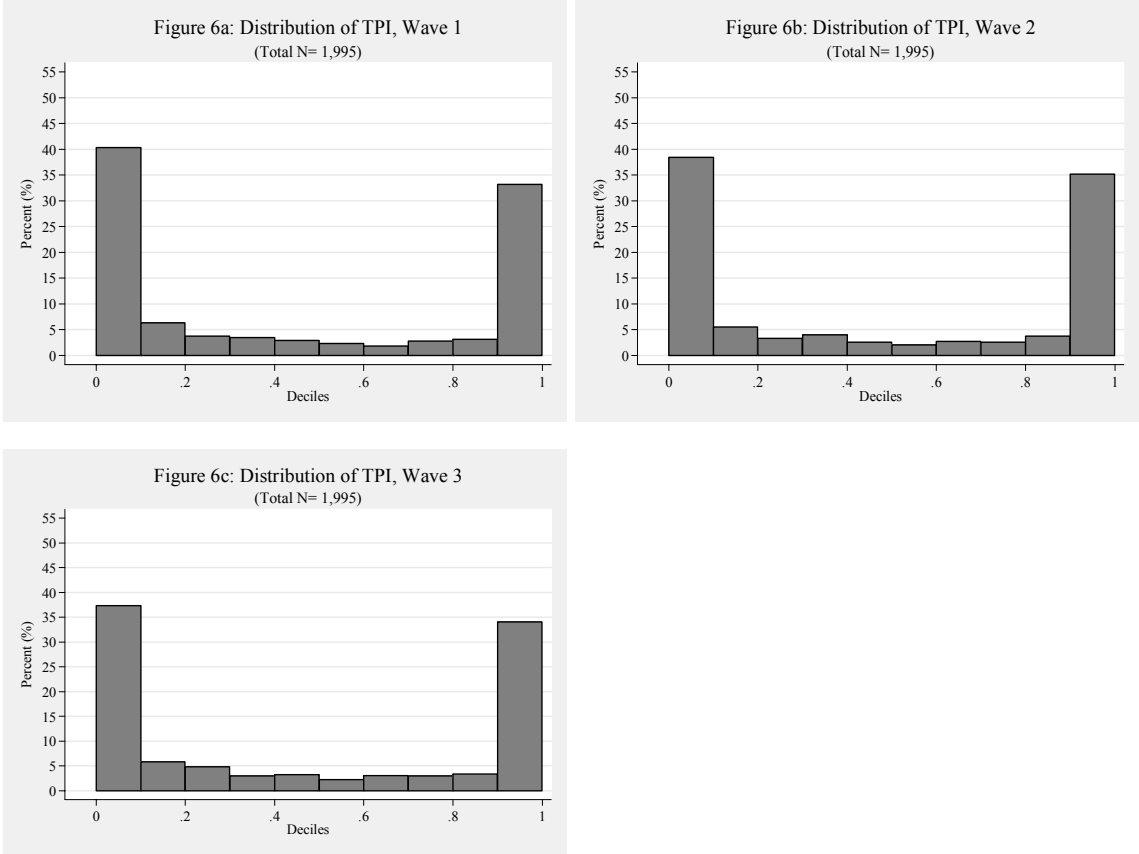 Figure 6a: Distribution of TPI, Wave 1
(Total N= 1,995)
55
50
45
40
35
30
25
20
15
10
5
0
Percent (%)
0 .2 .4 .6 .8 1
Deciles
Figure 6b: Distribution of TPI, Wave 2
(Total N= 1,995)
55
50
45
40
35
30
25
20
15
10
5
0
Percent (%)
0 .2 .4 .6 .8 1
Deciles
Figure 6c: Distribution of TPI, Wave 3
(Total N= 1,995)
55
50
45
40
35
30
25
20
15
10
5
0
Percent (%)
0 .2 .4 .6 .8 1
Deciles